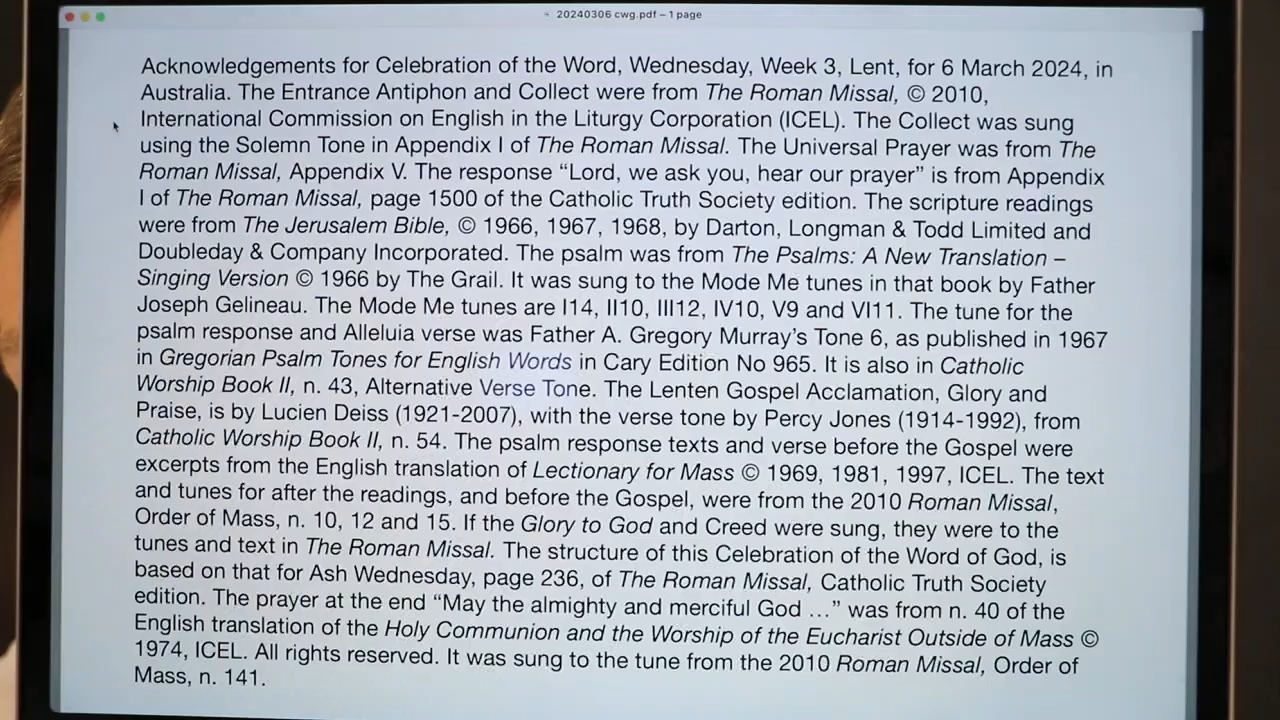 20240306 cwg.pdf – 1 page
Acknowledgements for Celebration of the Word, Wednesday, Week 3, Lent, for 6 March 2024, in
Australia. The Entrance Antiphon and Collect were from The Roman Missal, © 2010,
International Commission on English in the Liturgy Corporation (ICEL). The Collect was sung
using the Solemn Tone in Appendix I of The Roman Missal. The Universal Prayer was from The
Roman Missal, Appendix V. The response “Lord, we ask you, hear our prayer” is from Appendix
I of The Roman Missal, page 1500 of the Catholic Truth Society edition. The scripture readings
were from The Jerusalem Bible, © 1966, 1967, 1968, by Darton, Longman & Todd Limited and
Doubleday & Company Incorporated. The psalm was from The Psalms: A New Translation –
Singing Version © 1966 by The Grail. It was sung to the Mode Me tunes in that book by Father
Joseph Gelineau. The Mode Me tunes are I14, II10, III12, IV10, V9 and VI11. The tune for the
psalm response and Alleluia verse was Father A. Gregory Murray’s Tone 6, as published in 1967
in Gregorian Psalm Tones for English Words in Cary Edition No 965. It is also in Catholic
Worship Book II, n. 43, Alternative Verse Tone. The Lenten Gospel Acclamation, Glory and
Praise, is by Lucien Deiss (1921-2007), with the verse tone by Percy Jones (1914-1992), from
Catholic Worship Book II, n. 54. The psalm response texts and verse before the Gospel were
excerpts from the English translation of Lectionary for Mass © 1969, 1981, 1997, ICEL. The text
and tunes for after the readings, and before the Gospel, were from the 2010 Roman Missal,
Order of Mass, n. 10, 12 and 15. If the Glory to God and Creed were sung, they were to the
tunes and text in The Roman Missal. The structure of this Celebration of the Word of God, is
based on that for Ash Wednesday, page 236, of The Roman Missal, Catholic Truth Society
edition. The prayer at the end “May the almighty and merciful God …” was from n. 40 of the
English translation of the Holy Communion and the Worship of the Eucharist Outside of Mass ©
1974, ICEL. All rights reserved. It was sung to the tune from the 2010 Roman Missal, Order of
Mass, n. 141.